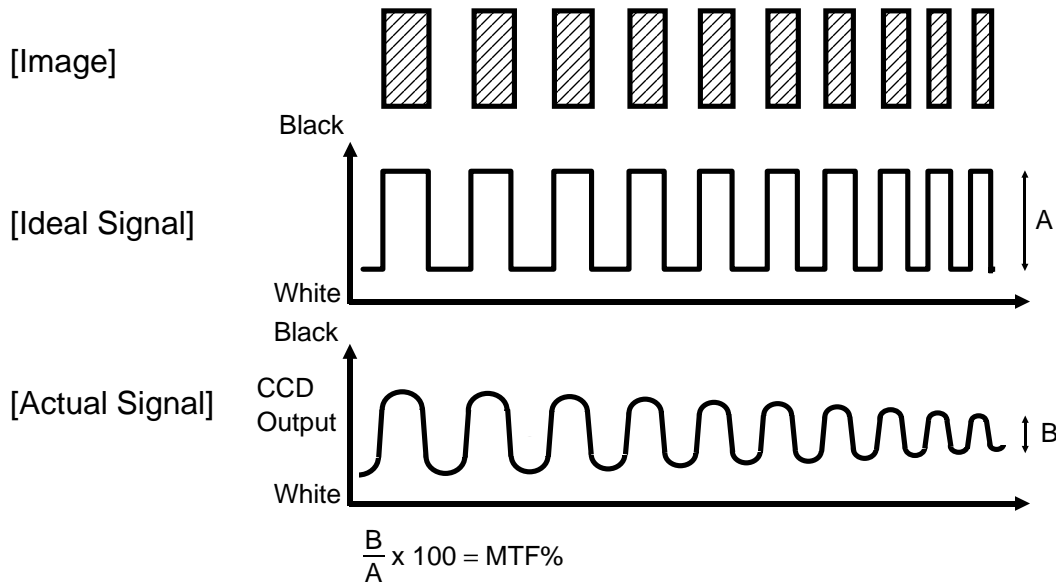 [Image]
Black
[Ideal Signal]
A
White
Black
[Actual Signal]
CCD
Output
B
White
B
A
x 100 = MTF%